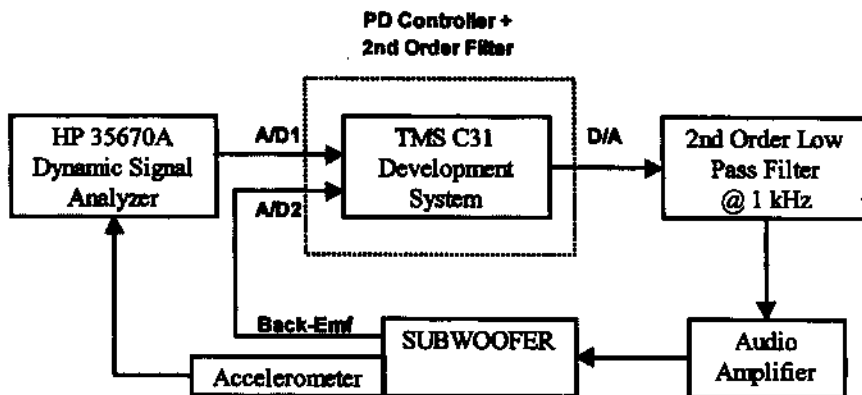 PD Controller +
2nd Order Filter
HP 35670A
Dynamic Signal
Analyzer
A/D1
A/D2
TMS C31
Development
System
D/A
2nd Order Low
Pass Filter
@ 1 kHz
Back-Emf
SUBWOOFER
Accelerometer
Audio
Amplifier